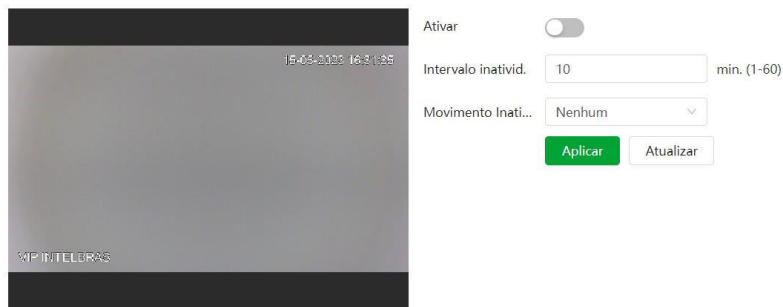 15-05-2023 16:31:35
VIP INTELBRAS
Ativar
Intervalo inativid. 10 min. (1-60)
Movimento Inati... Nenhum
Aplicar Atualizar